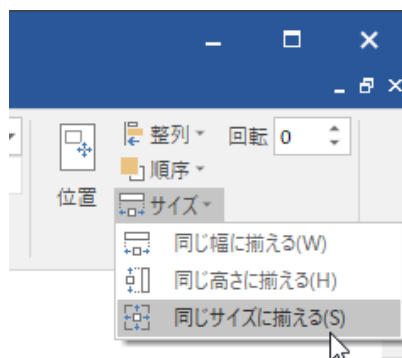 整列 回転 0
順序
位置 サイズ
同じ幅に揃える(W)
同じ高さに揃える(H)
同じサイズに揃える(S)